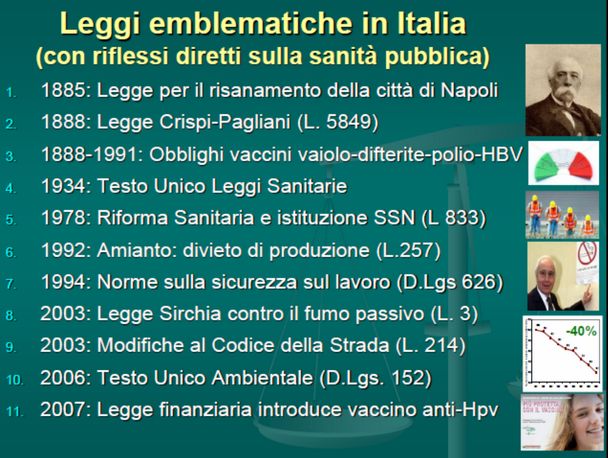 Leggi emblematiche in Italia
(con riflessi diretti sulla sanità pubblica)
1. 1885: Legge per il risanamento della città di Napoli
2. 1888: Legge Crispi-Pagliani (L. 5849)
3. 1888-1991: Obblighi vaccini vaiolo-difterite-polio-HBV
4. 1934: Testo Unico Leggi Sanitarie
5. 1978: Riforma Sanitaria e istituzione SSN (L 833)
6. 1992: Amianto: divieto di produzione (L.257)
7. 1994: Norme sulla sicurezza sul lavoro (D.Lgs 626)
8. 2003: Legge Sirchia contro il fumo passivo (L. 3)
9. 2003: Modifiche al Codice della Strada (L. 214)
-40%
10. 2006: Testo Unico Ambientale (D.Lgs. 152)
11. 2007: Legge finanziaria introduce vaccino anti-Hpv